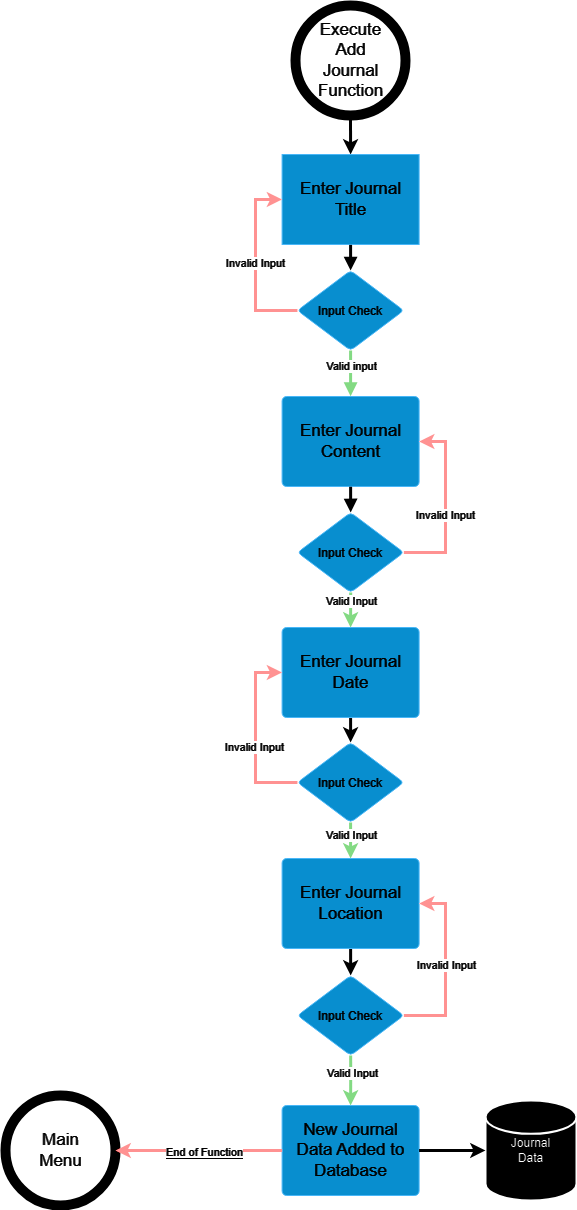 Execute
Add
Journal
Function
Enter Journal
Title
Invalid Input
Input Check
Valid input
Enter Journal
Content
Invalid Input
Input Check
Valid Input
Enter Journal
Date
Invalid Input
Input Check
Valid Input
Enter Journal
Location
Invalid Input
Input Check
Valid Input
New Journal
Data Added to
Database
Main
Menu
End of Function
Journal
Data